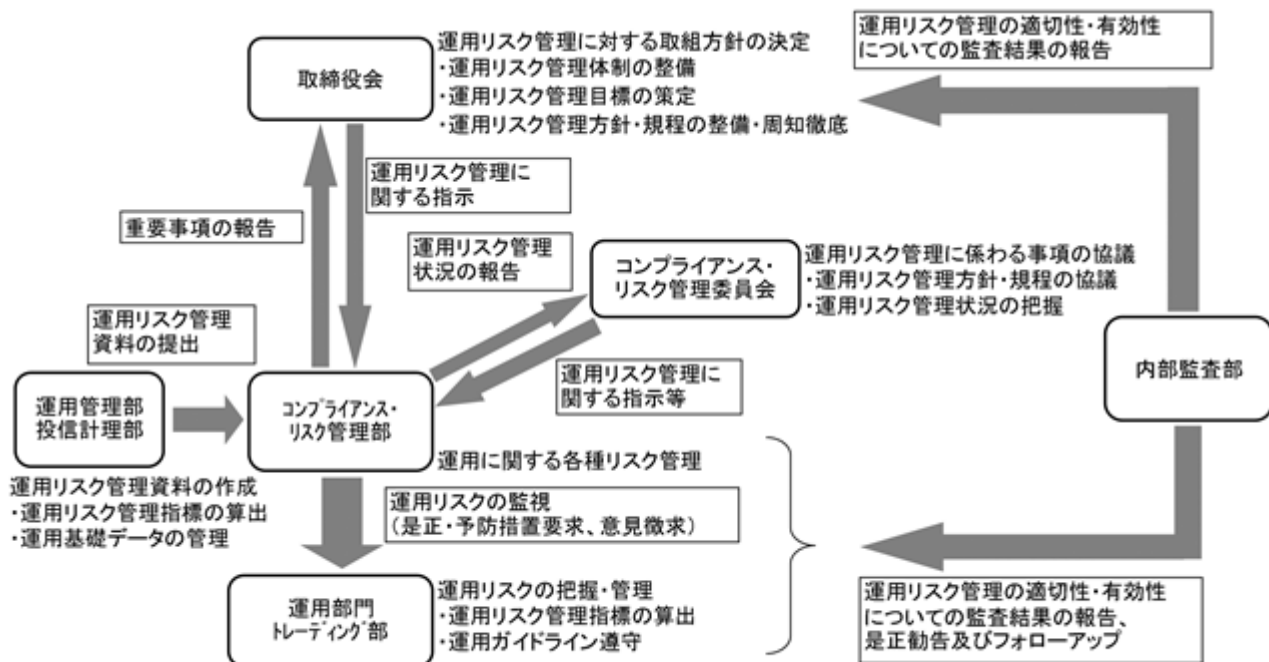 運用リスク管理に対する取組方針の決定
・運用リスク管理体制の整備
・運用リスク管理目標の策定
・運用リスク管理方針・規程の整備・周知徹底
取締役会
運用リスク管理の適切性・有効性
についての監査結果の報告
運用リスク管理に
関する指示
重要事項の報告
運用リスク管理
状況の報告
コンプライアンス・
リスク管理委員会
運用リスク管理に係わる事項の協議
・運用リスク管理方針・規程の協議
・運用リスク管理状況の把握
運用リスク管理
資料の提出
運用リスク管理に
関する指示等
内部監査部
運用管理部
投信計理部
コンプライアンス・
リスク管理部
運用に関する各種リスク管理
運用リスク管理資料の作成
・運用リスク管理指標の算出
・運用基礎データの管理
運用リスクの監視
(是正・予防措置要求、意見徴求)
運用部門
トレーディング部
運用リスクの把握・管理
・運用リスク管理指標の算出
・運用ガイドライン遵守
運用リスク管理の適切性・有効性
についての監査結果の報告、
是正勧告及びフォローアップ